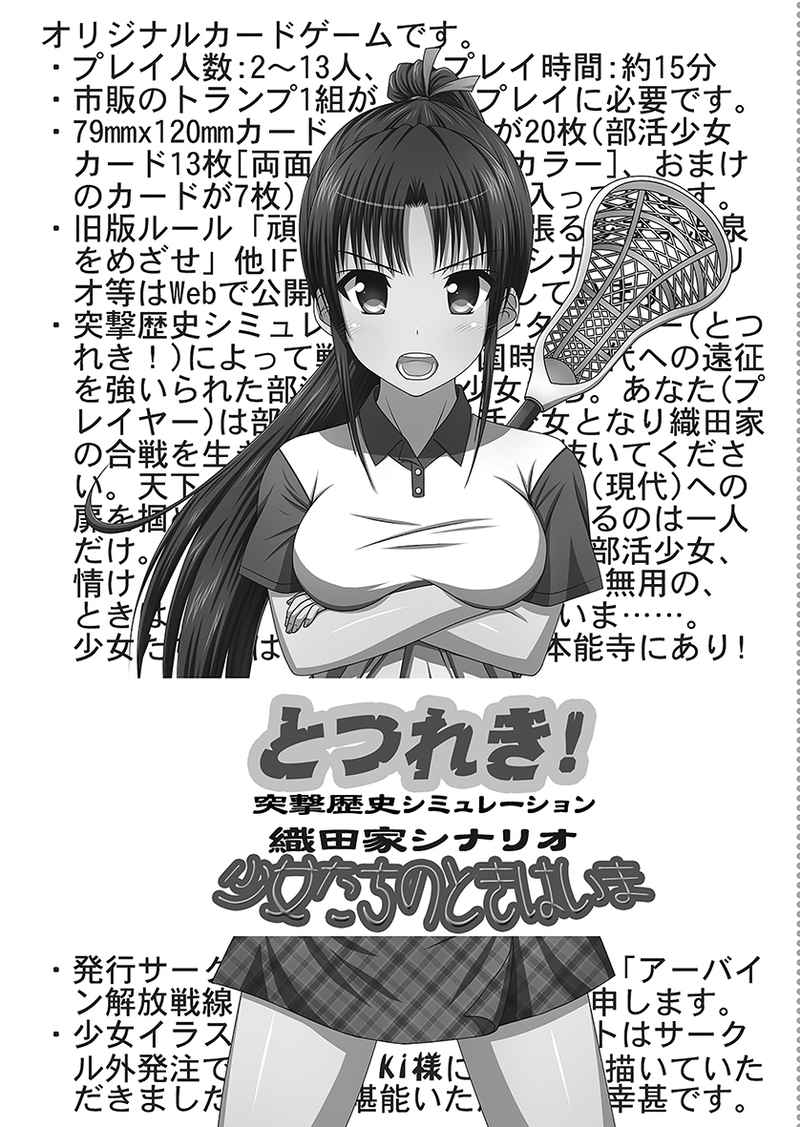 オリジナルカードゲームです。
・プレイ人数:2～13人、 プレイ時間:約15分
・市販のトランプ1組が プレイに必要です。
・79mmx120mmカード が20枚(部活少女
カード13枚[両面 カラー]、おまけ
のカードが7枚) 入って す。
・旧版ルール「頑 張る 泉
をめざせ」他IF シナ リ
オ等はWebで公開 して
・突撃歴史シミュレ ー(とつ
れき！)によって戦 国時 代への遠征
を強いられた部活 少女 。あなた(プ
レイヤー)は部 活少女となり織田家
の合戦を生き 抜いてくださ
い。天下 (現代)への
扉を掴 るのは一人
だけ。 部活少女、
情け 無用の、
ときは いま……。
少女た は 本能寺にあり!
とつれき!
突撃歴史シミュレーション
織田家シナリオ
少女たちのときはいま
・発行サーク 「アーバイ
ン解放戦線 申します。
・少女イラス トはサーク
ル外発注で Ki様に 描いていた
だきました 堪能いた 幸甚です。